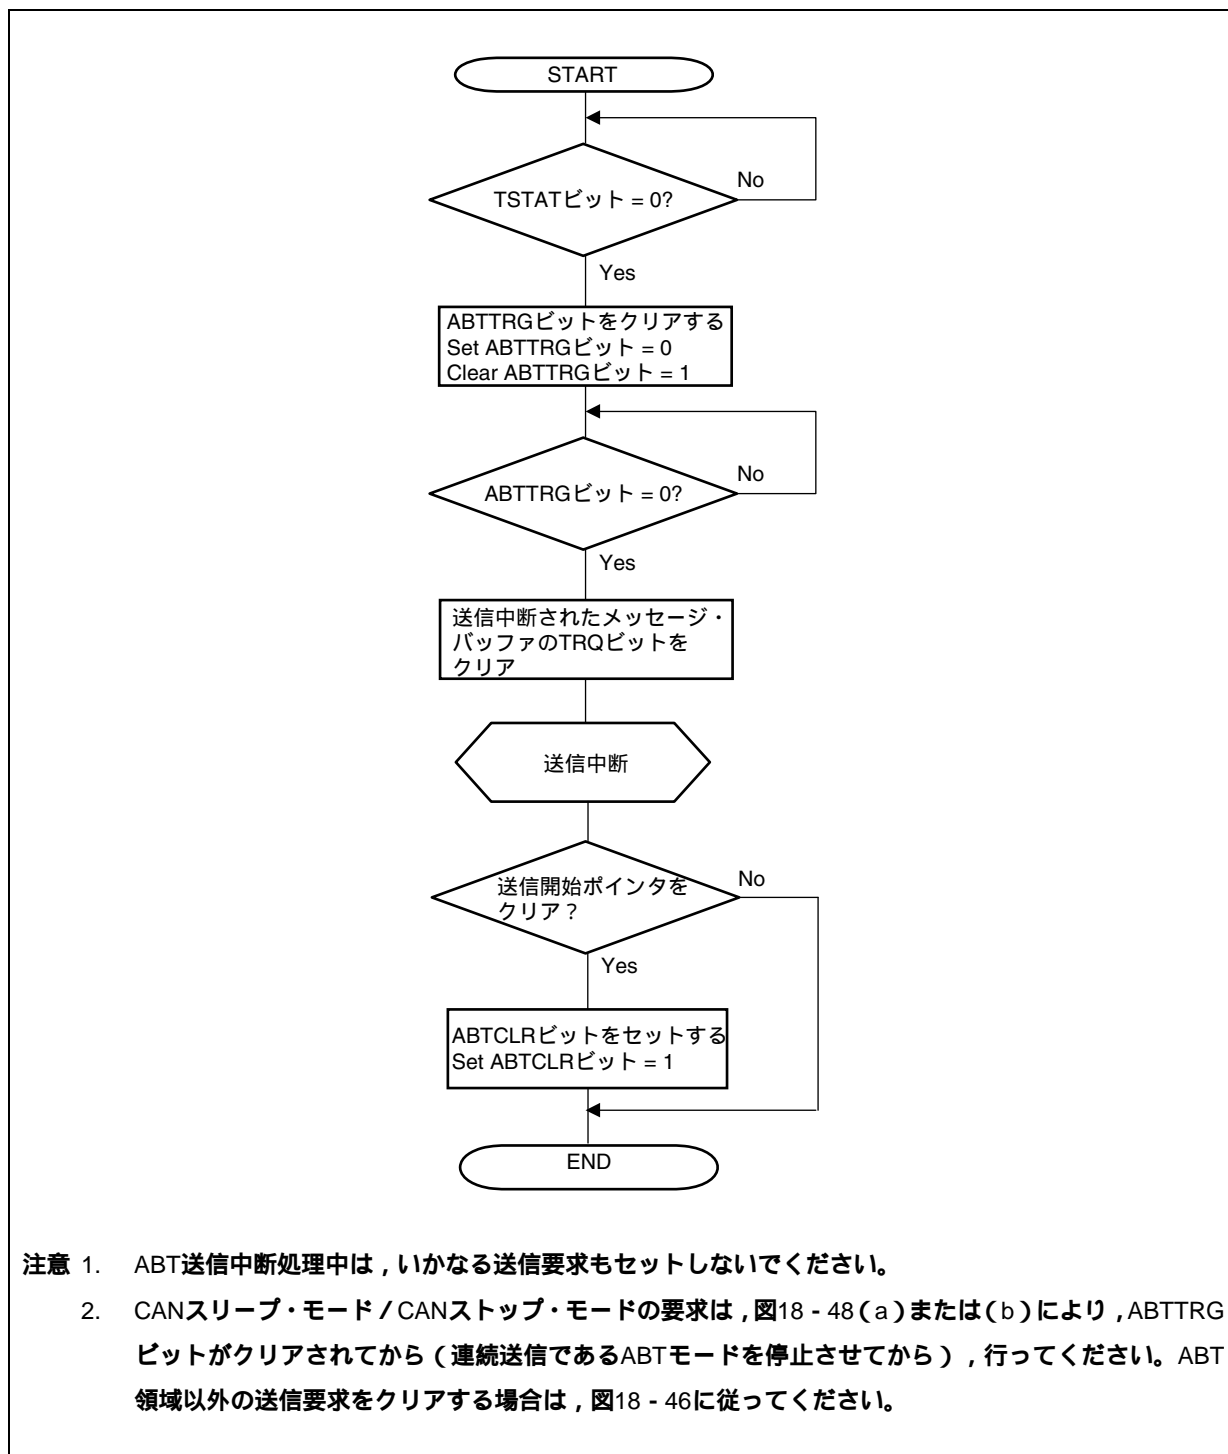 START
TSTATビット = 0?
No
Yes
ABTTRGビットをクリアする
Set ABTTRGビット = 0
Clear ABTTRGビット = 1
ABTTRGビット = 0?
No
Yes
送信中断されたメッセージ・
バッファのTRQビットを
クリア
送信中断
送信開始ポインタを
クリア？
No
Yes
ABTCLRビットをセットする
Set ABTCLRビット = 1
END
注意 1. ABT送信中断処理中は，いかなる送信要求もセットしないでください。
2. CANスリープ・モード／CANストップ・モードの要求は，図18 - 48（a）または（b）により，ABTTRG
ビットがクリアされてから（連続送信であるABTモードを停止させてから），行ってください。ABT
領域以外の送信要求をクリアする場合は，図18 - 46に従ってください。